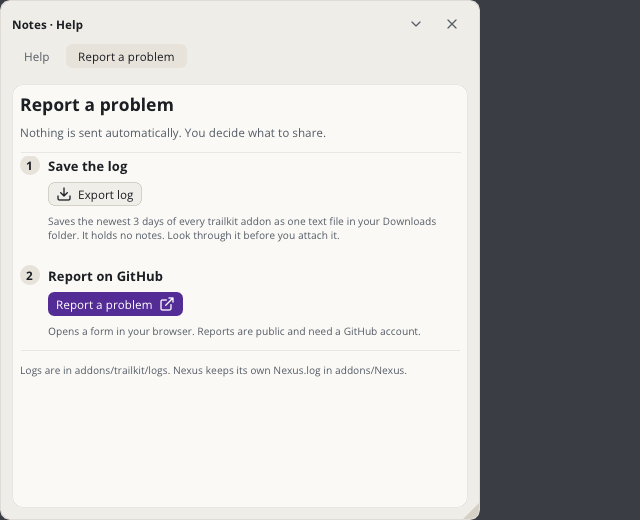 Notes · Help
Help
Report a problem
Report a problem
Nothing is sent automatically. You decide what to share.
1 Save the log
Export log
Saves the newest 3 days of every trailkit addon as one text file in your Downloads
folder. It holds no notes. Look through it before you attach it.
2 Report on GitHub
Report a problem
Opens a form in your browser. Reports are public and need a GitHub account.
Logs are in addons/trailkit/logs. Nexus keeps its own Nexus.log in addons/Nexus.